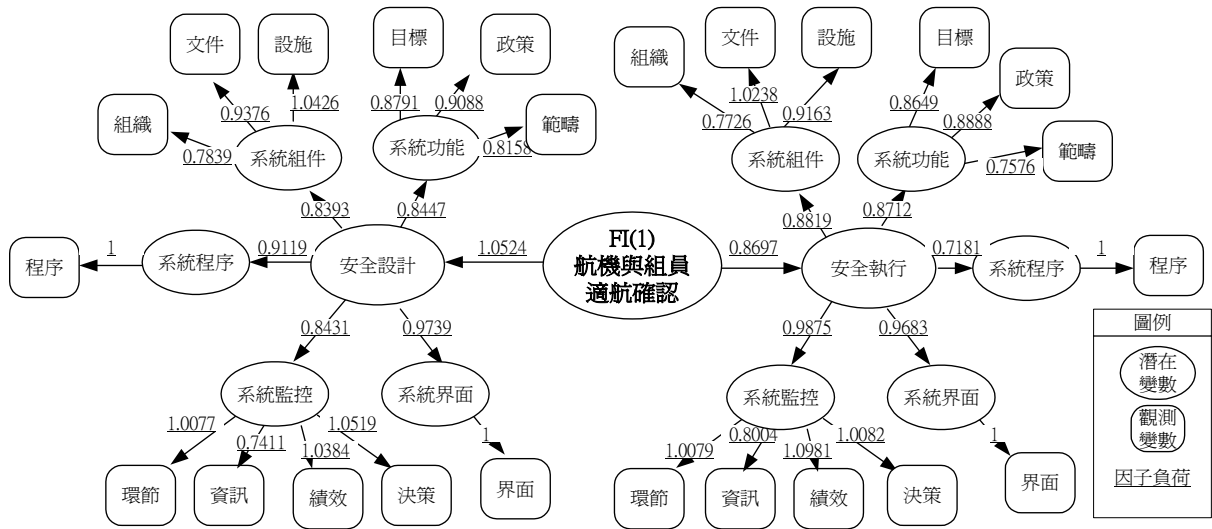 文件
設施
目標
政策
組織
0.9376
1.0426
0.8791
0.9088
0.7839
系統組件
系統功能
0.8158
範疇
0.8393
0.8447
程序
1
系統程序
0.9119
安全設計
1.0524
FI(1)
航機與組員
適航確認
0.8431
0.9739
系統監控
系統界面
1.0077
0.7411
1.0384
1.0519
1
環節
資訊
績效
決策
界面
組織
文件
設施
目標
政策
0.7726
1.0238
0.9163
0.8649
0.8888
系統組件
系統功能
0.7576
範疇
0.8819
0.8712
0.8697
安全執行
0.7181
系統程序
1
程序
0.9875
0.9683
系統監控
系統界面
1.0079
0.8004
1.0981
1.0082
1
環節
資訊
績效
決策
界面
圖例
潛在
變數
觀測
變數
因子負荷